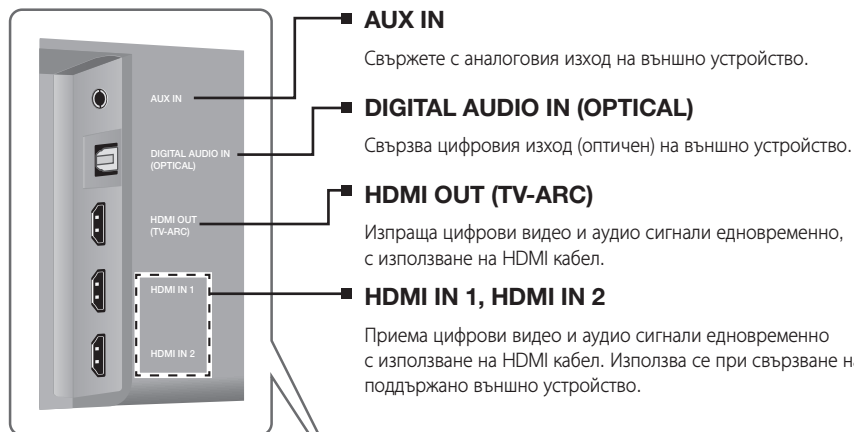 AUX IN
Свържете с аналоговия изход на външно устройство.
DIGITAL AUDIO IN (OPTICAL)
Свързва цифровия изход (оптичен) на външно устройство.
HDMI OUT (TV-ARC)
Изпраща цифрови видео и аудио сигнали едновременно,
с използване на HDMI кабел.
HDMI IN 1, HDMI IN 2
Приема цифрови видео и аудио сигнали едновременно
с използване на HDMI кабел. Използва се при свързване
поддържано външно устройство.
AUX IN
DIGITAL AUDIO IN
(OPTICAL)
HDMI OUT
(TV-ARC)
HDMI IN 1
HDMI IN 2